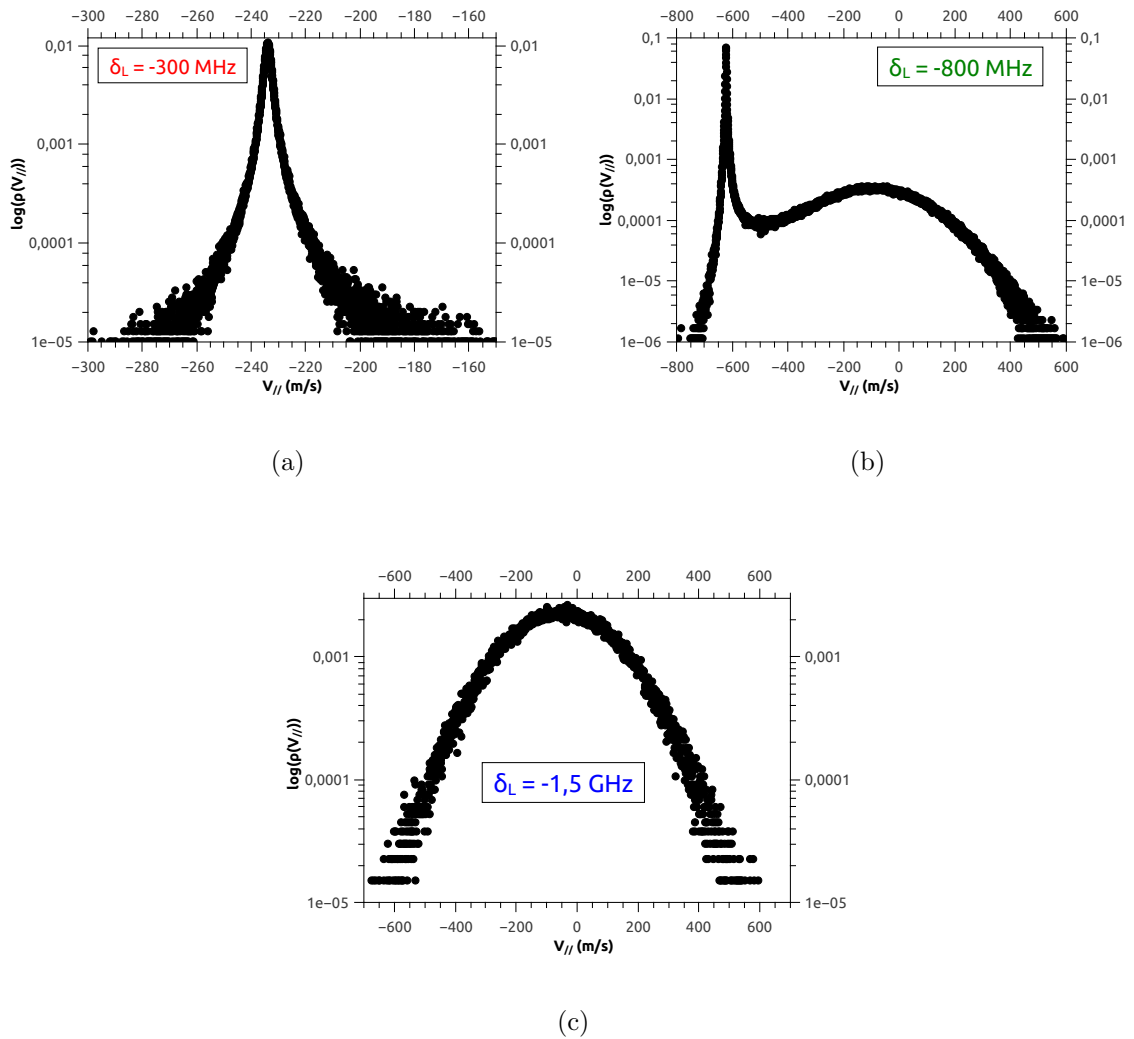 −300 −280 −260 −240 −220 −200 −180 −160
0,01 0,01
δL = -300 MHz
0,001 0,001
log(p(V//))
0,0001 0,0001
1e−05 1e−05
−300 −280 −260 −240 −220 −200 −180 −160
V// (m/s)
(a)
−800 −600 −400 −200 0 200 400 600
0,1 0,1
δL = -800 MHz
0,01 0,01
0,001 0,001
log(p(V//))
0,0001 0,0001
1e−05 1e−05
1e−06 1e−06
−800 −600 −400 −200 0 200 400 600
V// (m/s)
(b)
−600 −400 −200 0 200 400 600
0,001 0,001
log(p(V//))
δL = -1,5 GHz
0,0001 0,0001
1e−05 1e−05
−600 −400 −200 0 200 400 600
V// (m/s)
(c)